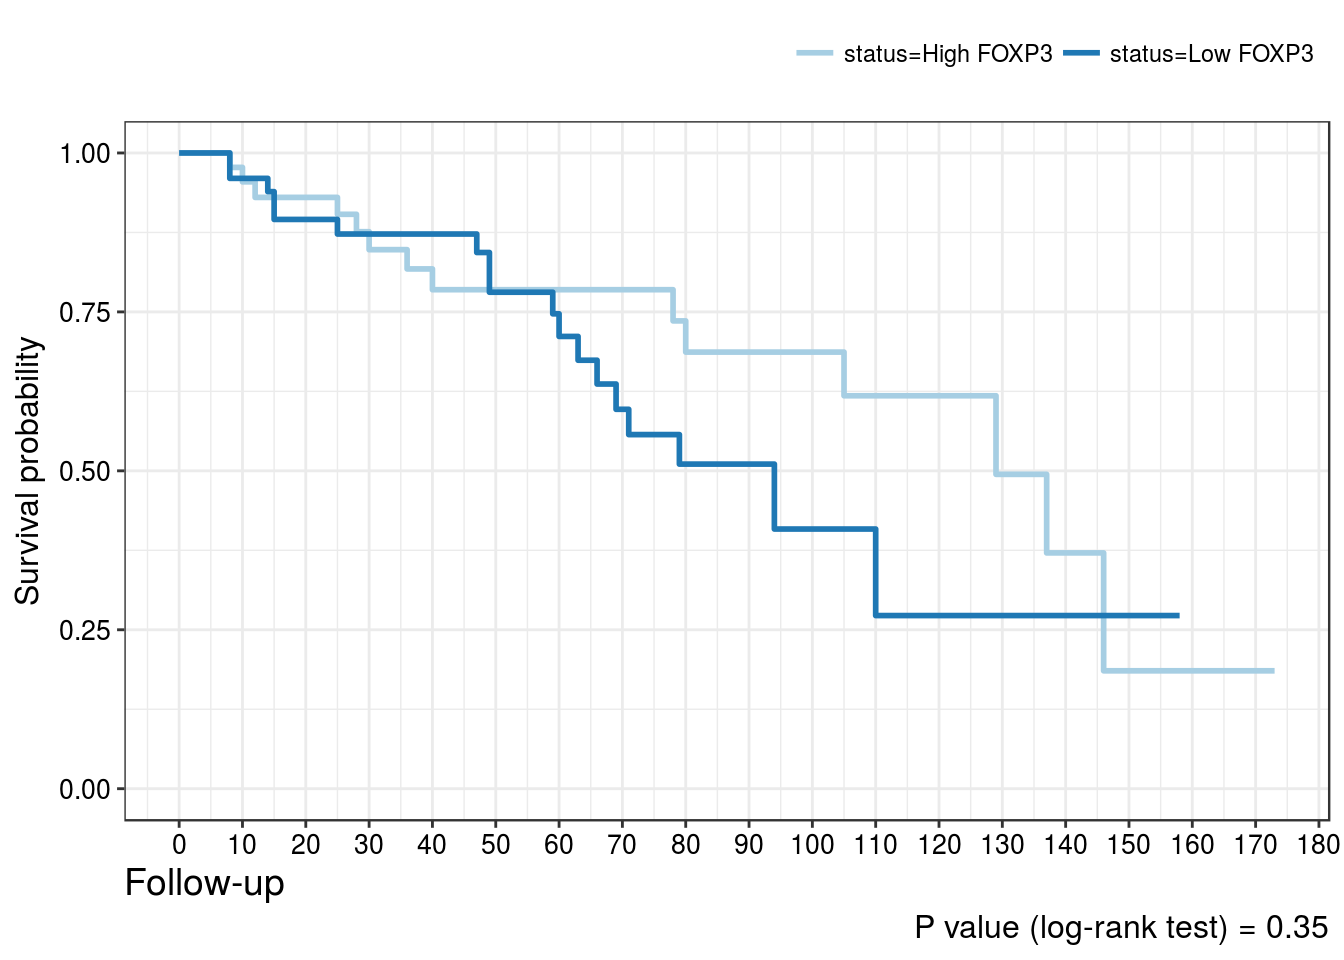 status=High FOXP3 status=Low FOXP3
Survival probability
1.00
0.75
0.50
0.25
0.00
0 10 20 30 40 50 60 70 80 90 100 110 120 130 140 150 160 170 180
Follow-up
P value (log-rank test) = 0.35